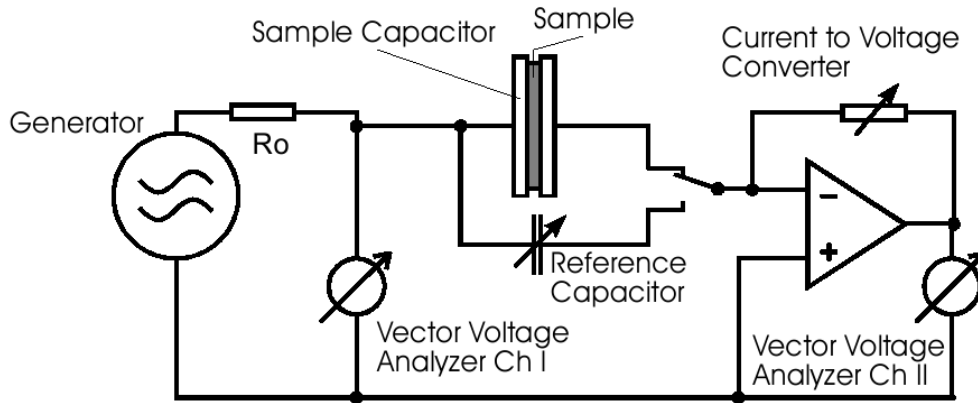 Sample Capacitor
Sample
Current to Voltage
Converter
Generator
Ro
−
+
Reference
Capacitor
Vector Voltage
Analyzer Ch I
Vector Voltage
Analyzer Ch II